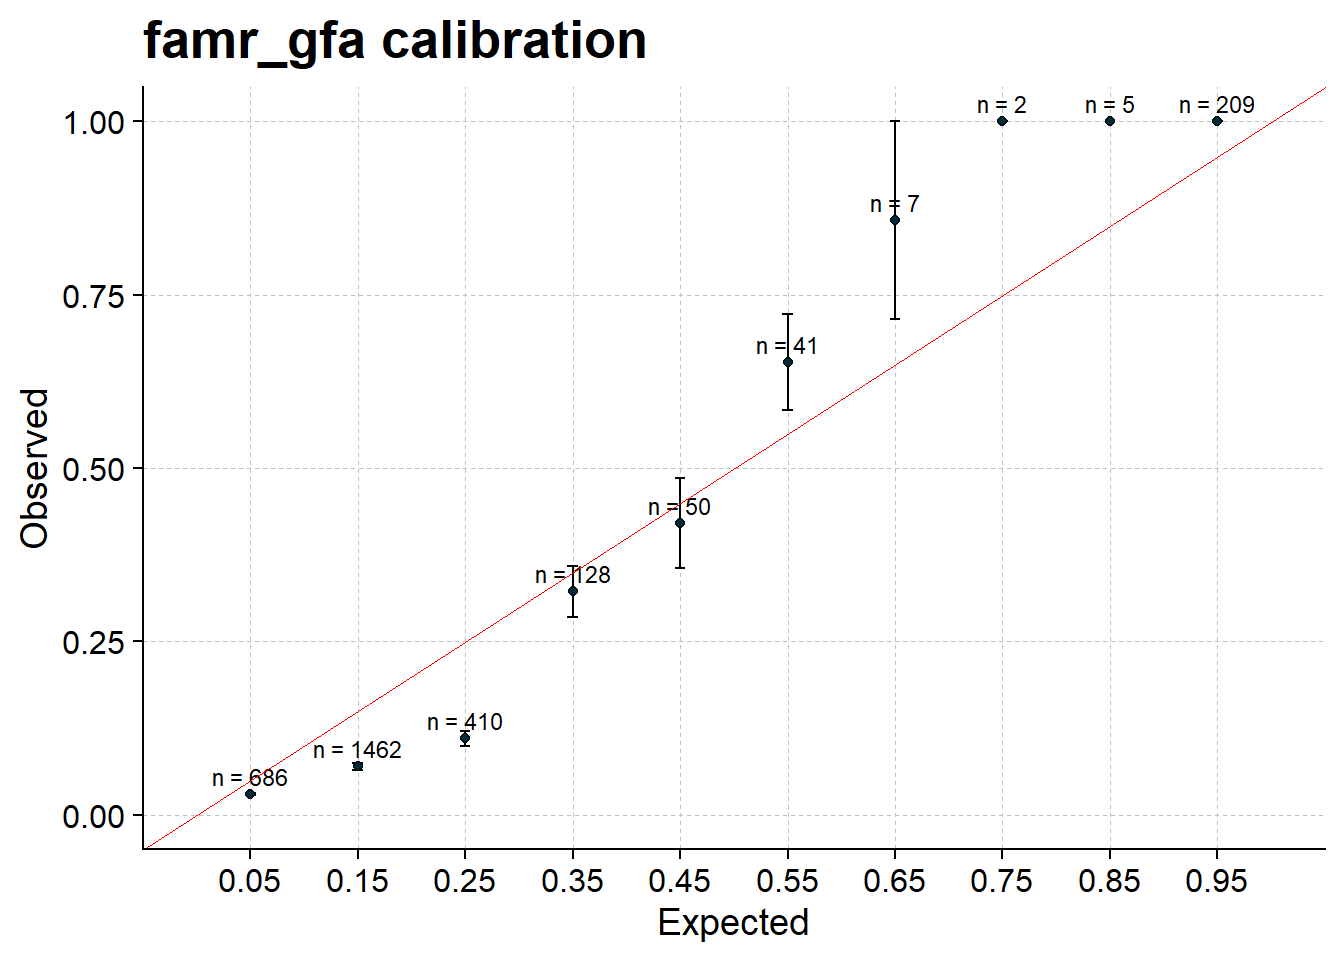 famr_gfa calibration
n = 2 n = 5 n = 209
1.00
n = 7
0.75
n = 41
0.50
n = 50
n = 128
0.25
n = 410
n = 1462
n = 686
0.00
Observed
0.05 0.15 0.25 0.35 0.45 0.55 0.65 0.75 0.85 0.95
Expected